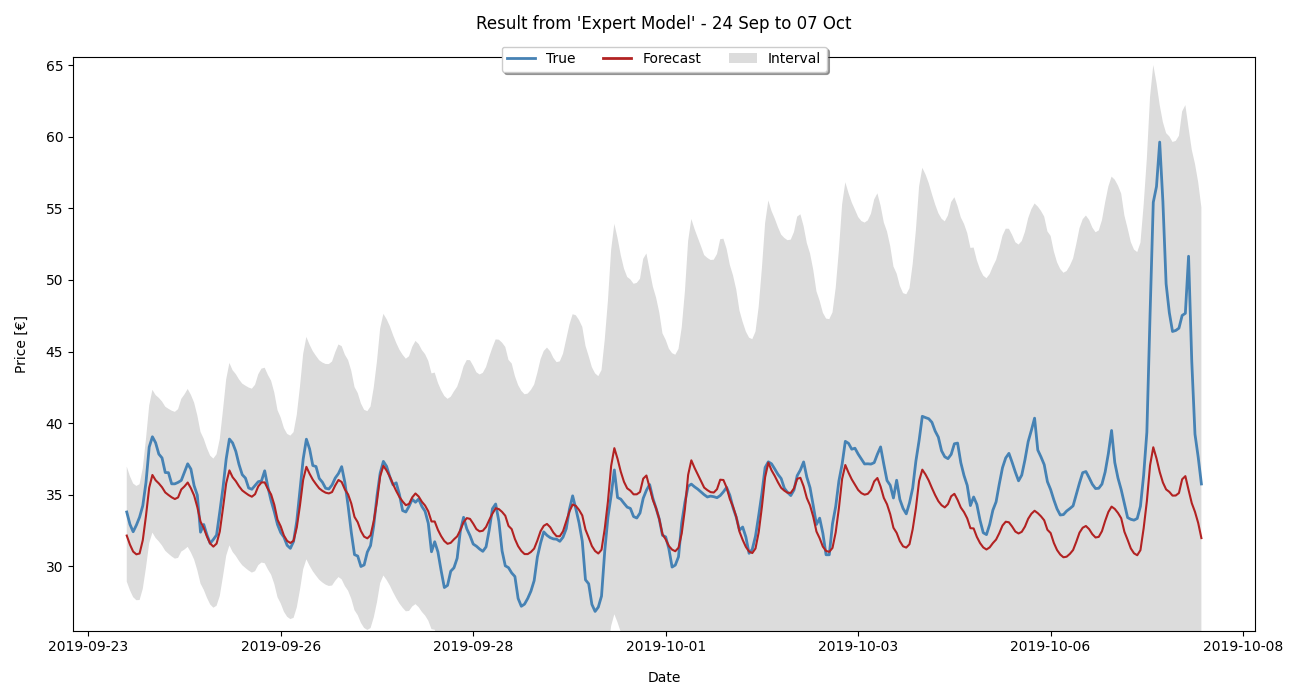 Result from 'Expert Model' - 24 Sep to 07 Oct
True Forecast Interval
65
60
55
50
45
40
35
30
Price [€]
2019-09-23 2019-09-26 2019-09-28 2019-10-01 2019-10-03 2019-10-06 2019-10-08
Date